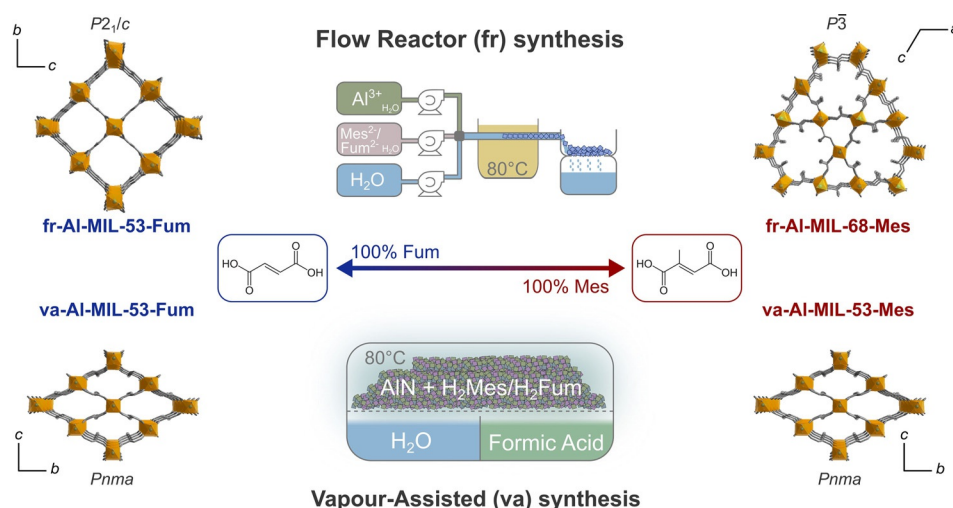 P2₁/c
b
c
Flow Reactor (fr) synthesis
P3̅
a
c
Al³⁺
H₂O
Mes²⁻/
Fum²⁻
H₂O
H₂O
80°C
fr-Al-MIL-53-Fum
fr-Al-MIL-68-Mes
HO
O
O
OH
100% Fum
100% Mes
HO
O
O
OH
va-Al-MIL-53-Fum
va-Al-MIL-53-Mes
80°C
AlN + H₂Mes/H₂Fum
H₂O
Formic Acid
c
b
Pnma
c
b
Pnma
Vapour-Assisted (va) synthesis